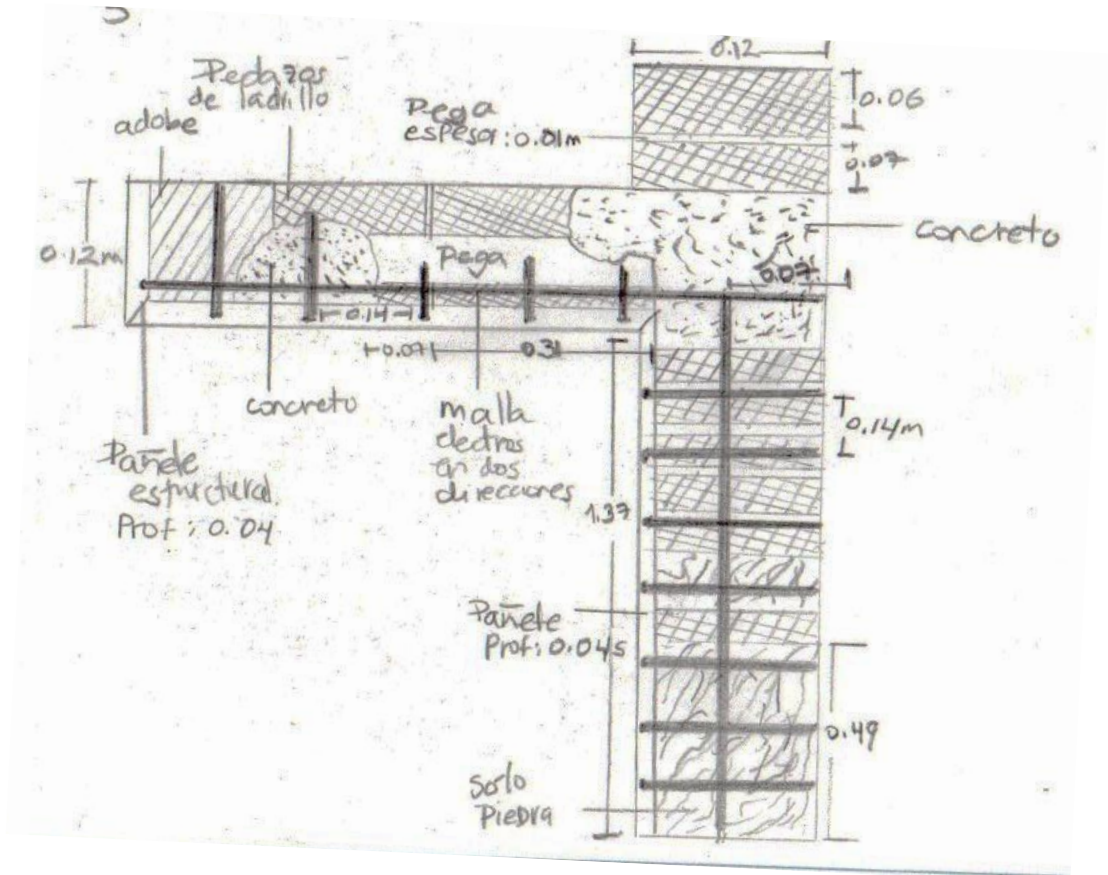 0.12
Pedazos
de ladrillo
adobe
Pega
espesor: 0.01m
0.06
0.07
0.12m
Pega
concreto
0.07
0.14
0.07
0.31
concreto
malla
electros
en dos
direcciones
0.14m
Pañete
estructural.
Prof: 0.04
1.37
Pañete
Prof: 0.045
0.49
Solo
Piedra